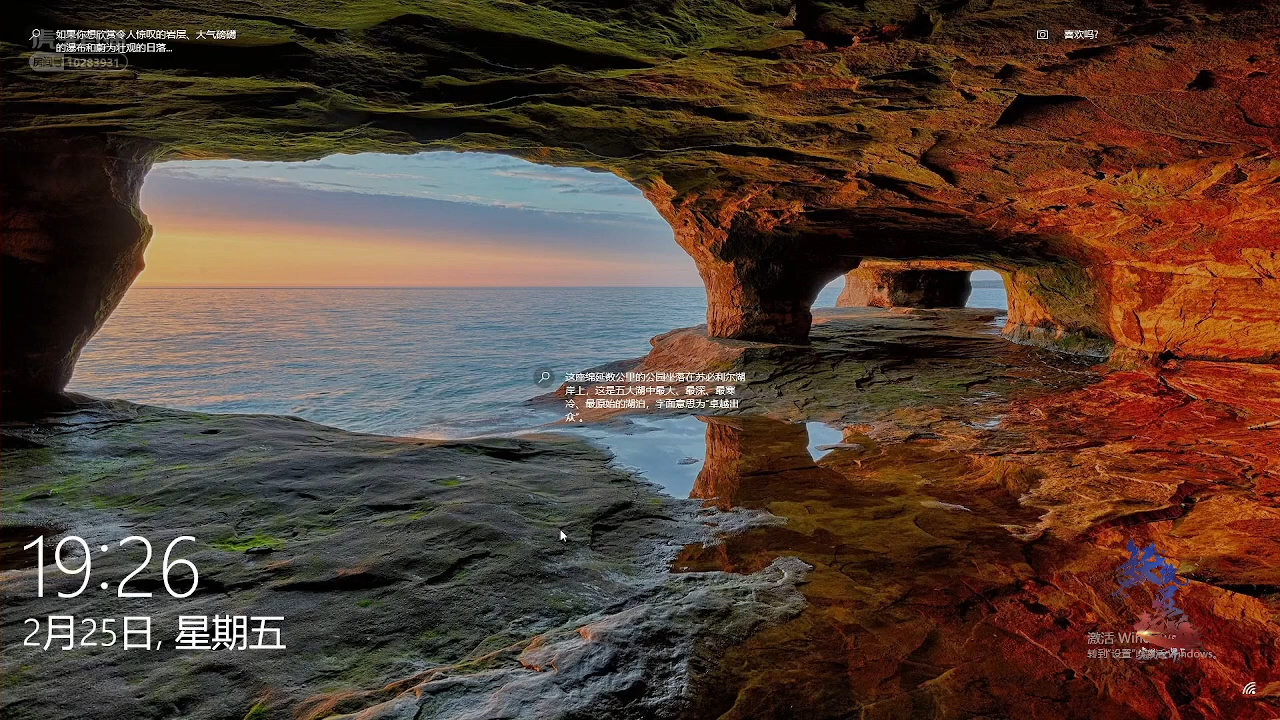 如果你想欣赏令人惊叹的岩层、大气磅礴
的瀑布和蔚为壮观的日落...
房间号 10283931
喜欢吗?
这座绵延数公里的公园坐落在苏必利尔湖
岸上，这是五大湖中最大、最深、最寒
冷、最原始的湖泊，字面意思为“卓越出
众”。
19:26
2月25日, 星期五
激活 Win
转到"设置"以激活 Windows。